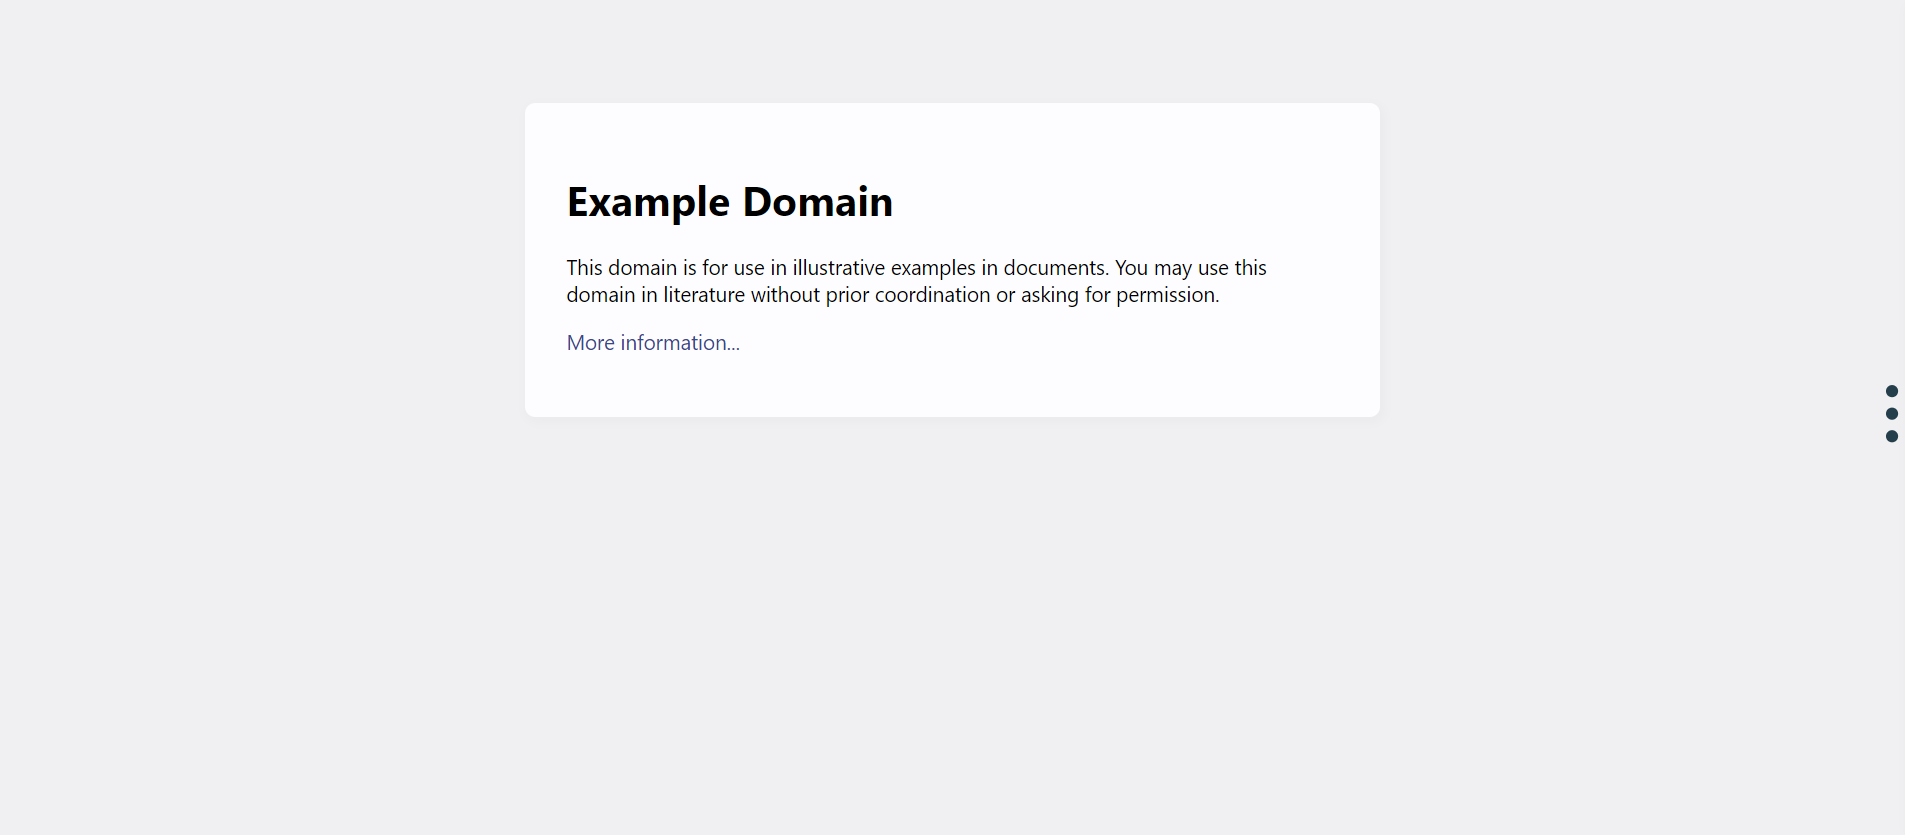 Example Domain
This domain is for use in illustrative examples in documents. You may use this
domain in literature without prior coordination or asking for permission.
More information...